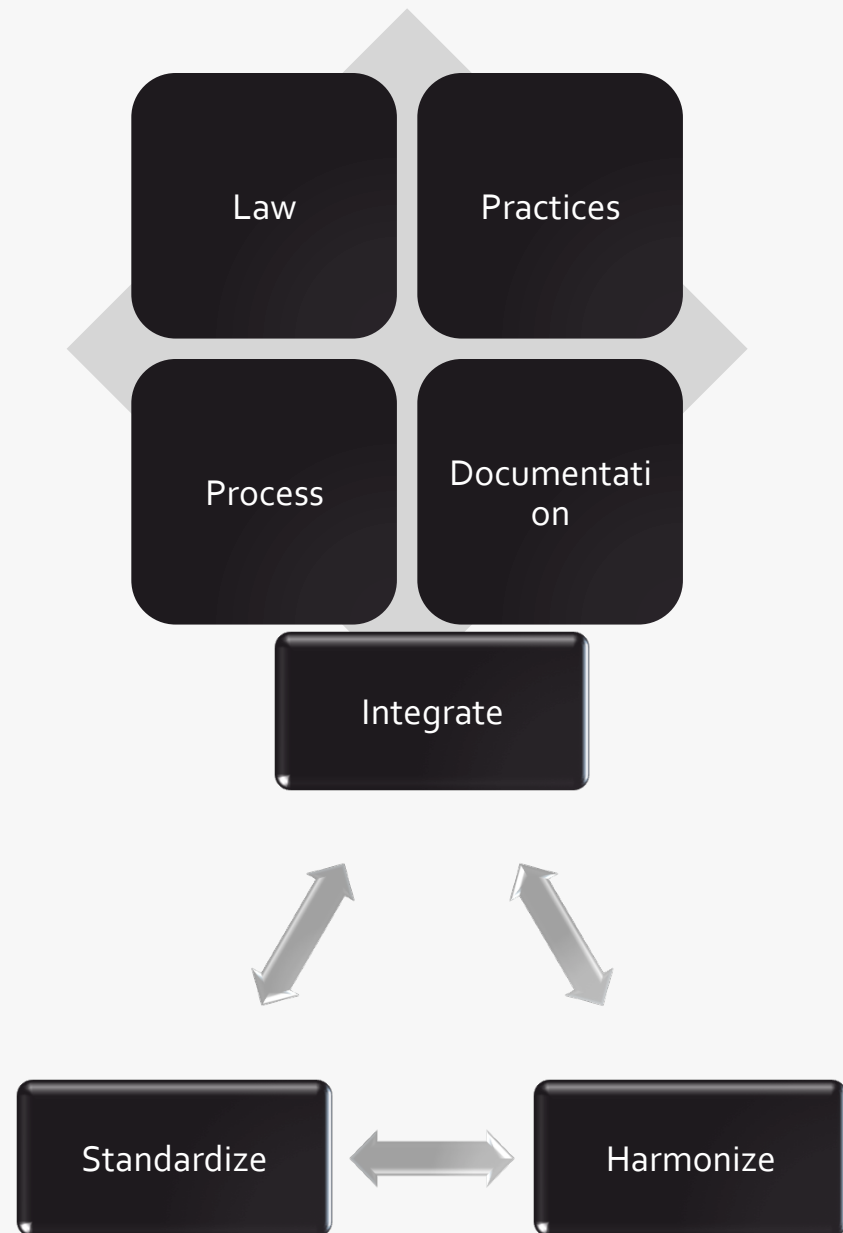 Law
Practices
Process
Documentati
on
Integrate
Standardize
Harmonize